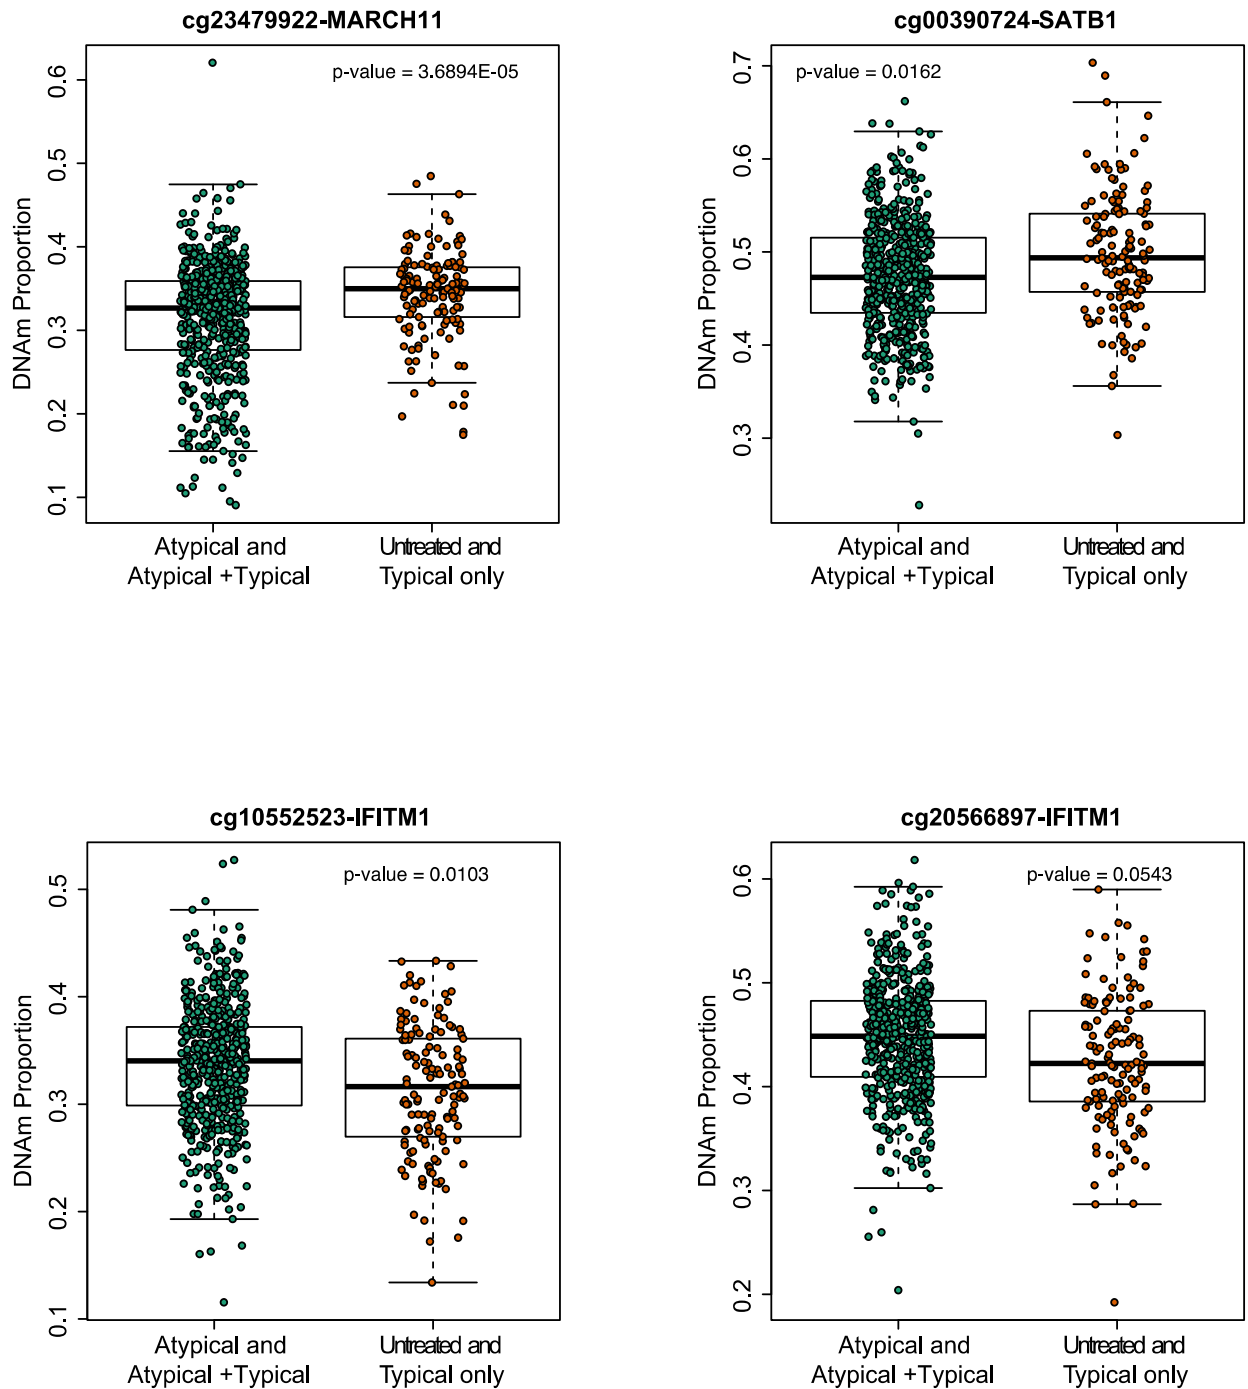 cg23479922-MARCH11
p-value = 3.6894E-05
DNAm Proportion
0.6
0.5
0.4
0.3
0.2
0.1
Atypical and
Atypical +Typical
Untreated and
Typical only
cg00390724-SATB1
p-value = 0.0162
DNAm Proportion
0.7
0.6
0.5
0.4
0.3
Atypical and
Atypical +Typical
Untreated and
Typical only
cg10552523-IFITM1
p-value = 0.0103
DNAm Proportion
0.5
0.4
0.3
0.2
0.1
Atypical and
Atypical +Typical
Untreated and
Typical only
cg20566897-IFITM1
p-value = 0.0543
DNAm Proportion
0.6
0.5
0.4
0.3
0.2
Atypical and
Atypical +Typical
Untreated and
Typical only